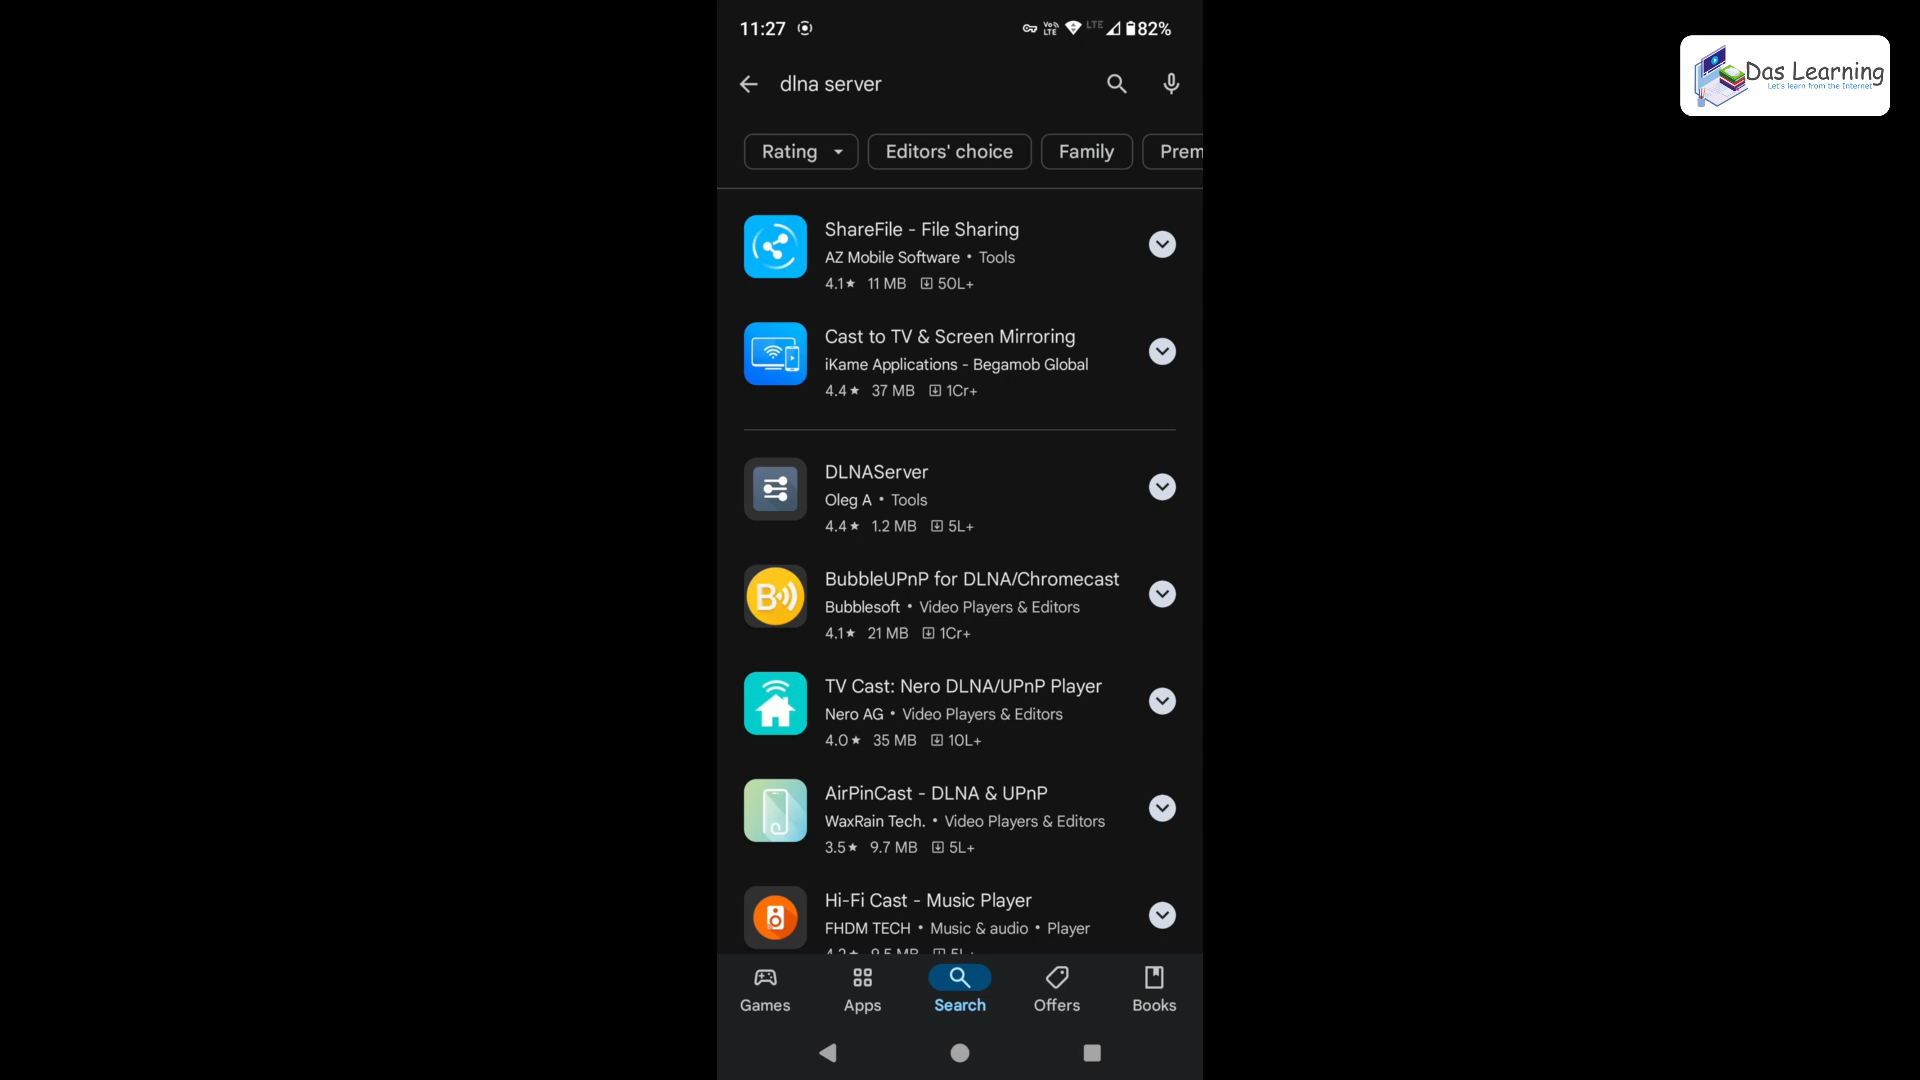 11:27 Vo LTE LTE 82%
Das Learning
Let's learn from the Internet
dlna server
Rating Editors' choice Family Prem
ShareFile - File Sharing
AZ Mobile Software • Tools
4.1★ 11 MB 50L+
Cast to TV & Screen Mirroring
iKame Applications - Begamob Global
4.4★ 37 MB 1Cr+
DLNAServer
Oleg A • Tools
4.4★ 1.2 MB 5L+
BubbleUPnP for DLNA/Chromecast
Bubblesoft • Video Players & Editors
4.1★ 21 MB 1Cr+
TV Cast: Nero DLNA/UPnP Player
Nero AG • Video Players & Editors
4.0★ 35 MB 10L+
AirPinCast - DLNA & UPnP
WaxRain Tech. • Video Players & Editors
3.5★ 9.7 MB 5L+
Hi-Fi Cast - Music Player
FHDM TECH • Music & audio • Player
Games Apps Search Offers Books